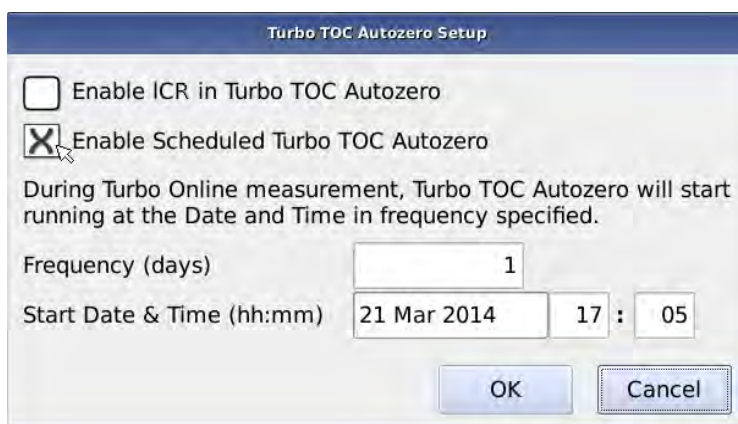 Turbo TOC Autozero Setup
Enable ICR in Turbo TOC Autozero
Enable Scheduled Turbo TOC Autozero
During Turbo Online measurement, Turbo TOC Autozero will start
running at the Date and Time in frequency specified.
Frequency (days) 1
Start Date & Time (hh:mm) 21 Mar 2014 17 : 05
OK Cancel